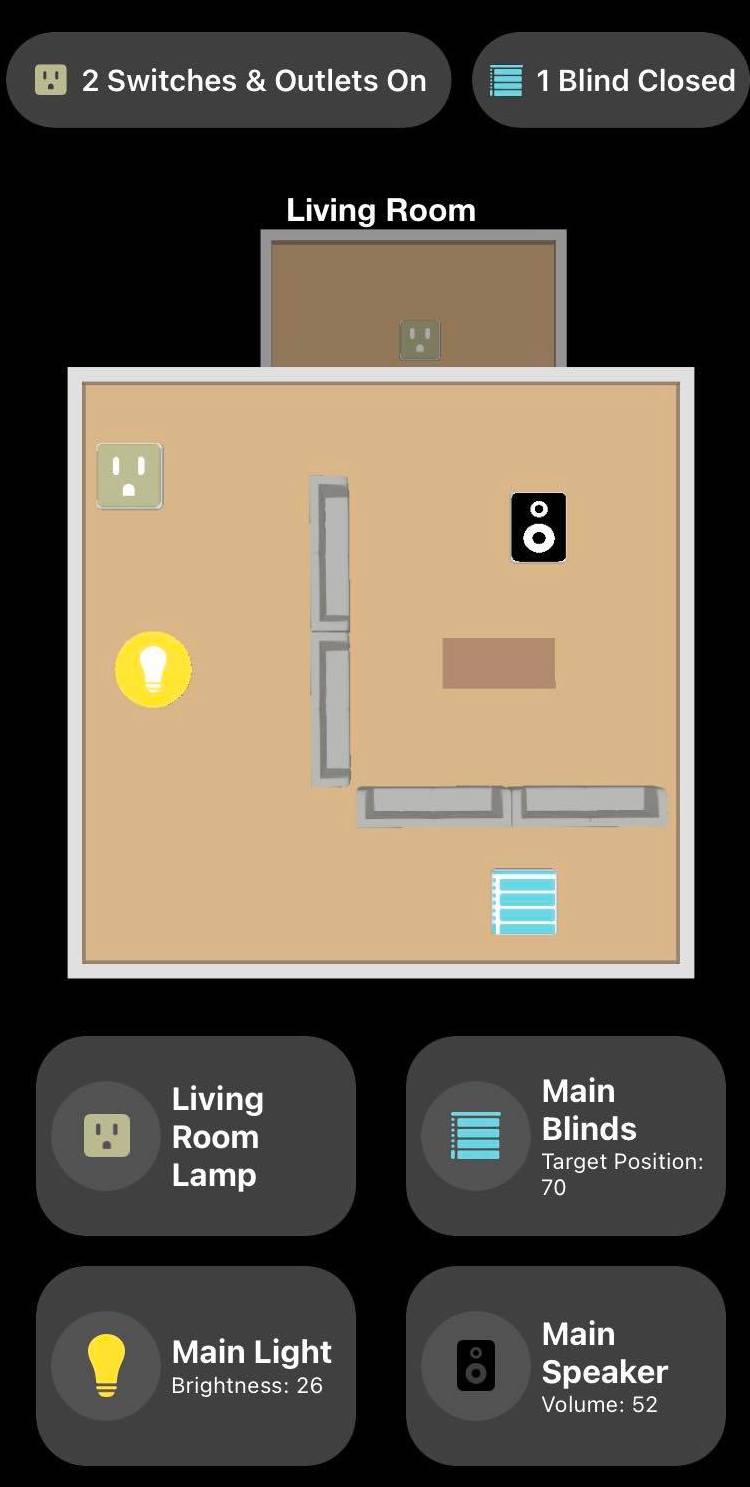 2 Switches & Outlets On
1 Blind Closed
Living Room
Living
Room
Lamp
Main
Blinds
Target Position:
70
Main Light
Brightness: 26
Main
Speaker
Volume: 52